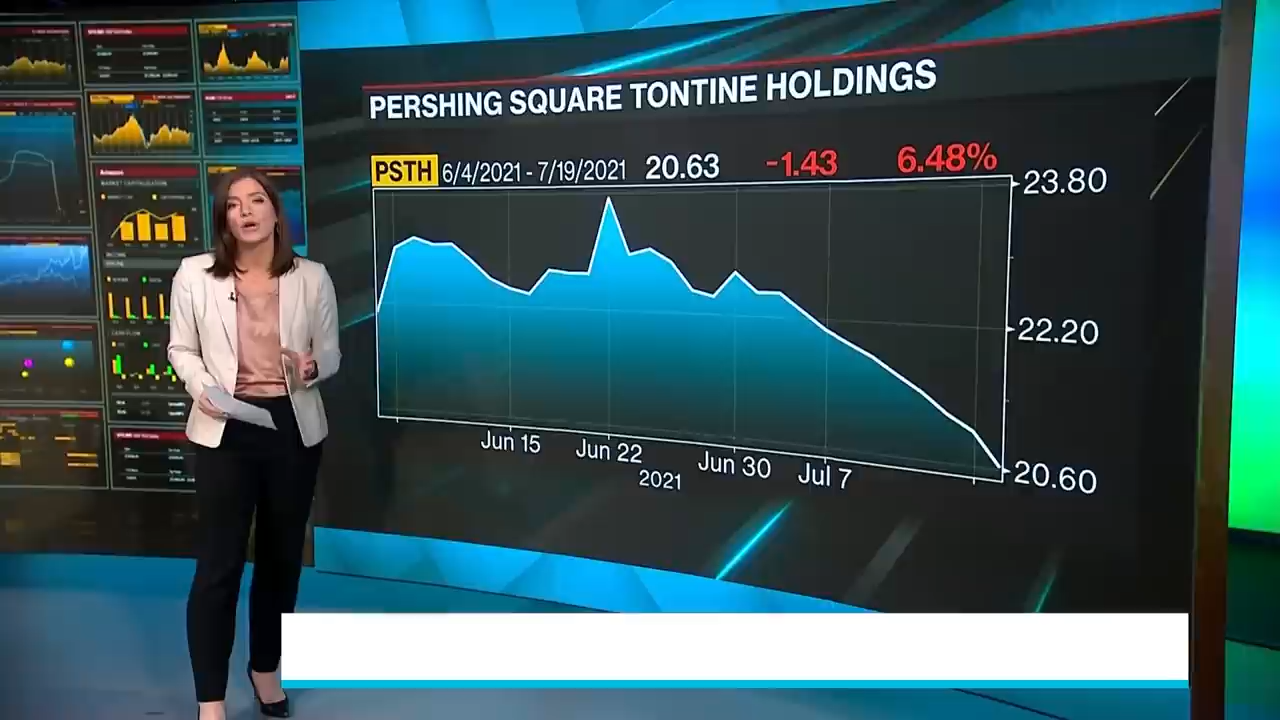 PERSHING SQUARE TONTINE HOLDINGS
PSTH 6/4/2021 - 7/19/2021 20.63 -1.43 6.48%
23.80
22.20
20.60
Jun 15 Jun 22 Jun 30 Jul 7
2021